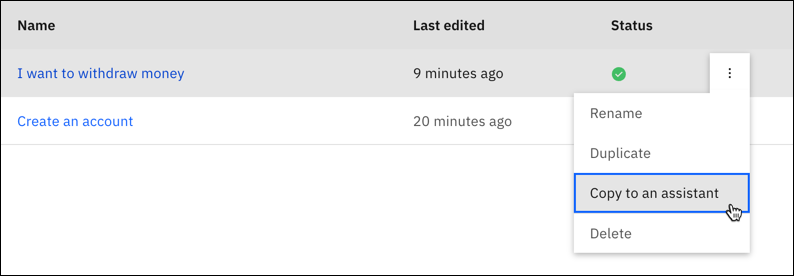 Name Last edited Status
I want to withdraw money 9 minutes ago
Create an account 20 minutes ago
Rename
Duplicate
Copy to an assistant
Delete